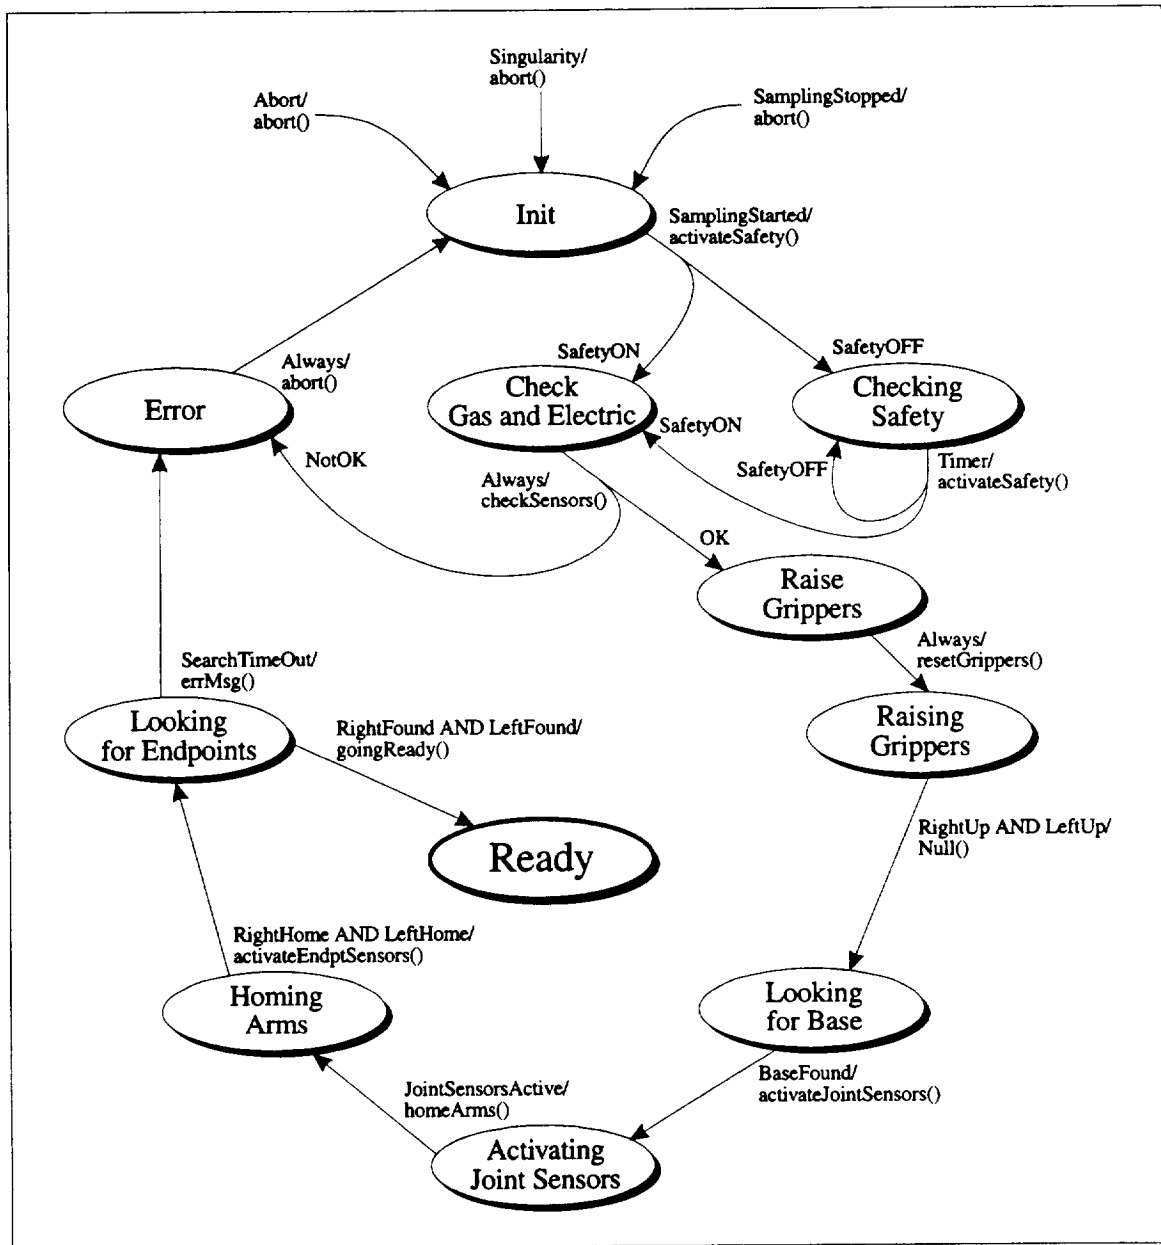 Singularity/
abort()
Abort/
abort()
SamplingStopped/
abort()
Init
SamplingStarted/
activateSafety()
SafetyON
SafetyOFF
Always/
abort()
Error
Check
Gas and Electric
Checking
Safety
SafetyON
NotOK
Always/
checkSensors()
SafetyOFF
Timer/
activateSafety()
OK
Raise
Grippers
Always/
resetGrippers()
SearchTimeOut/
errMsg()
Looking
for Endpoints
RightFound AND LeftFound/
goingReady()
Raising
Grippers
RightUp AND LeftUp/
Null()
Ready
RightHome AND LeftHome/
activateEndptSensors()
Homing
Arms
Looking
for Base
JointSensorsActive/
homeArms()
BaseFound/
activateJointSensors()
Activating
Joint Sensors